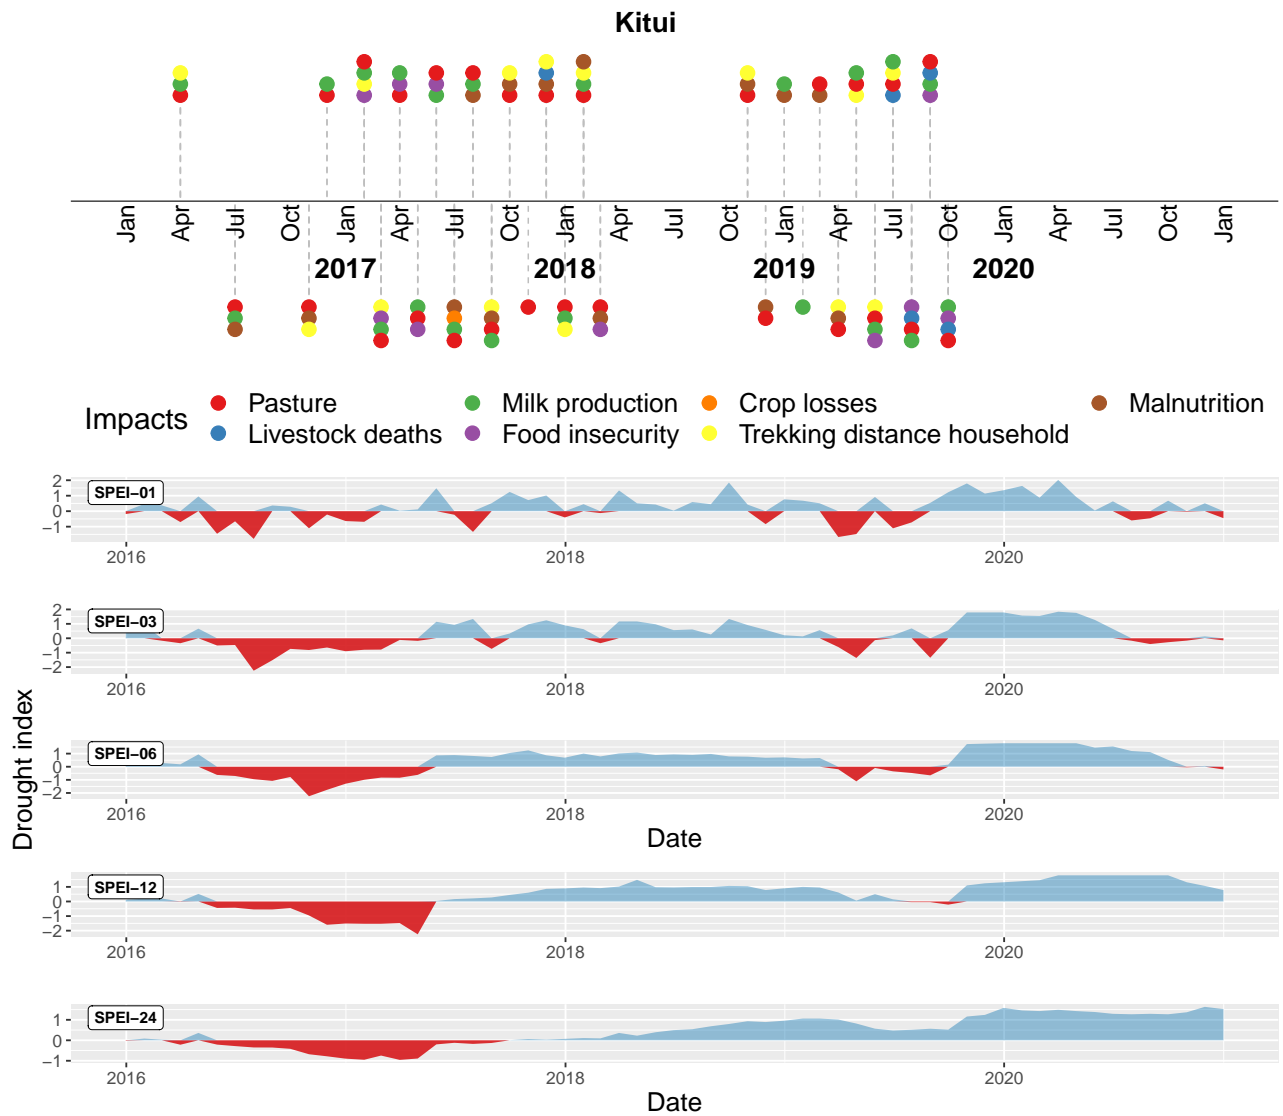 Kitui
Jan Apr Jul Oct Jan Apr Jul Oct Jan Apr Jul Oct Jan Apr Jul Oct Jan Apr Jul Oct Jan
2017 2018 2019 2020
Impacts
Pasture Milk production Crop losses Malnutrition
Livestock deaths Food insecurity Trekking distance household
Drought index
SPEI−01
2
1
0
−1
2016 2018 2020
SPEI−03
2
1
0
−1
−2
2016 2018 2020
SPEI−06
1
0
−1
−2
2016 2018 2020
Date
SPEI−12
1
0
−1
−2
2016 2018 2020
SPEI−24
1
0
−1
2016 2018 2020
Date